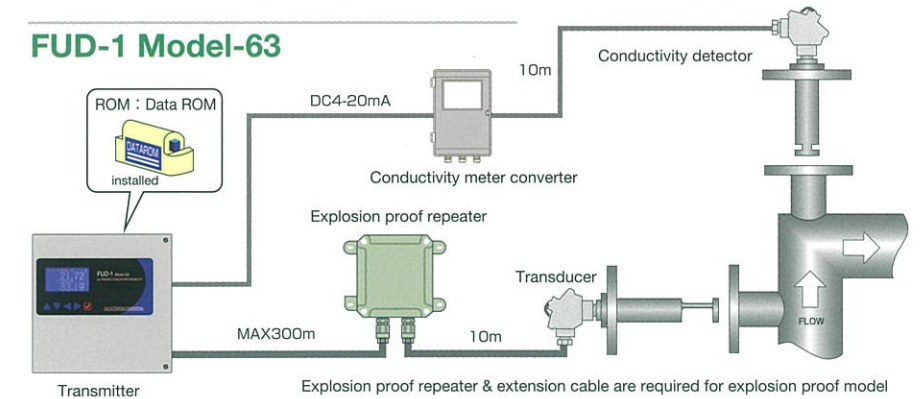 FUD-1 Model-63
ROM：Data ROM
DATAROM
installed
DC4-20mA
10m
Conductivity detector
Conductivity meter converter
Explosion proof repeater
Transducer
FUD-1 Model-63
21.72
33.19
MAX300m
10m
FLOW
Transmitter
Explosion proof repeater & extension cable are required for explosion proof model